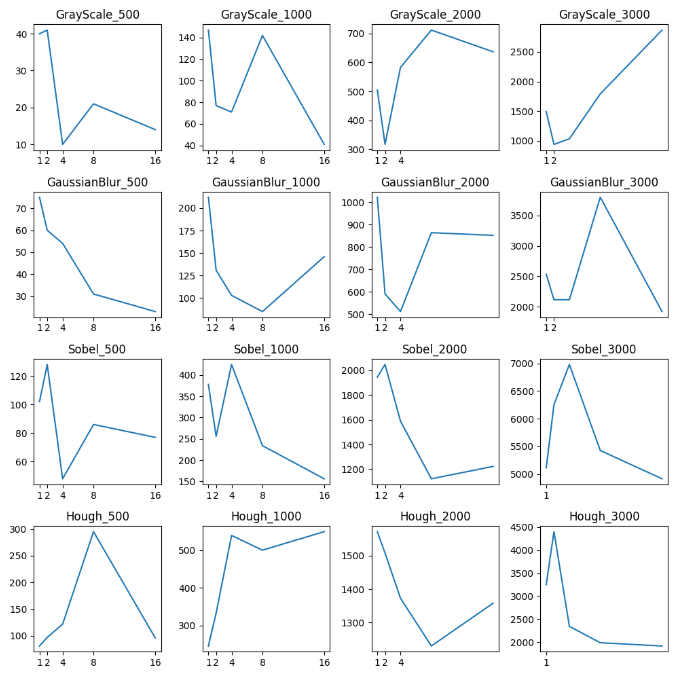 GrayScale_500 GrayScale_1000 GrayScale_2000 GrayScale_3000
40 140 700 2500
30 120 600 2000
20 100 500 1500
10 80 400 1000
60 300
40
1 2 4 8 16 1 2 4 8 16 1 2 4 1 2
GaussianBlur_500 GaussianBlur_1000 GaussianBlur_2000 GaussianBlur_3000
70 200 1000 3500
60 175 900 3000
50 150 800 2500
40 125 700 2000
30 100 600
500
1 2 4 8 16 1 2 4 8 16 1 2 4 1 2
Sobel_500 Sobel_1000 Sobel_2000 Sobel_3000
120 400 2000 7000
100 350 1800 6500
80 300 1600 6000
60 250 1400 5500
200 1200 5000
150
1 2 4 8 16 1 2 4 8 16 1 2 4 1
Hough_500 Hough_1000 Hough_2000 Hough_3000
300 500 1500 4500
250 400 1400 4000
200 300 1300 3500
150 3000
100 2500
2000
1 2 4 8 16 1 2 4 8 16 1 2 4 1